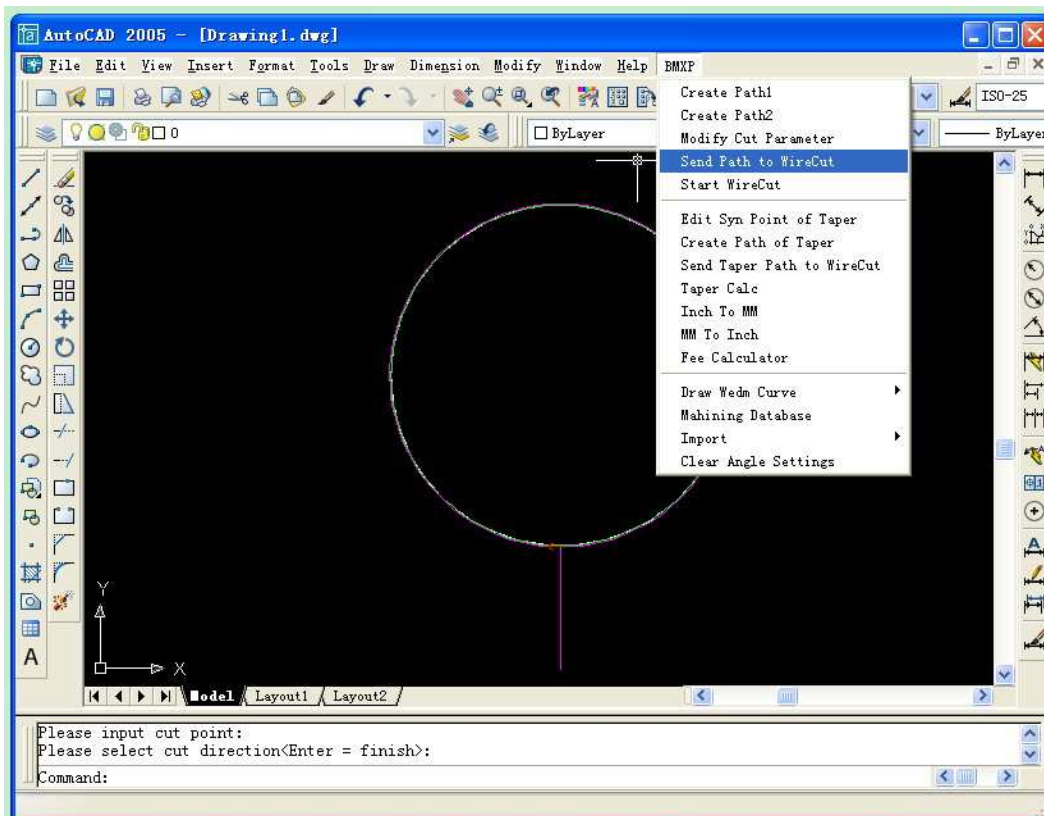 AutoCAD 2005 - [Drawing1.dwg]
File Edit View Insert Format Tools Draw Dimension Modify Window Help BMXP
ISO-25
0 ByLayer ByLayer
Create Path1
Create Path2
Modify Cut Parameter
Send Path to WireCut
Start WireCut
Edit Syn Point of Taper
Create Path of Taper
Send Taper Path to WireCut
Taper Calc
Inch To MM
MM To Inch
Fee Calculator
Draw Wedm Curve
Mahining Database
Import
Clear Angle Settings
Y
X
A
Model Layout1 Layout2
Please input cut point:
Please select cut direction<Enter = finish>:
Command: